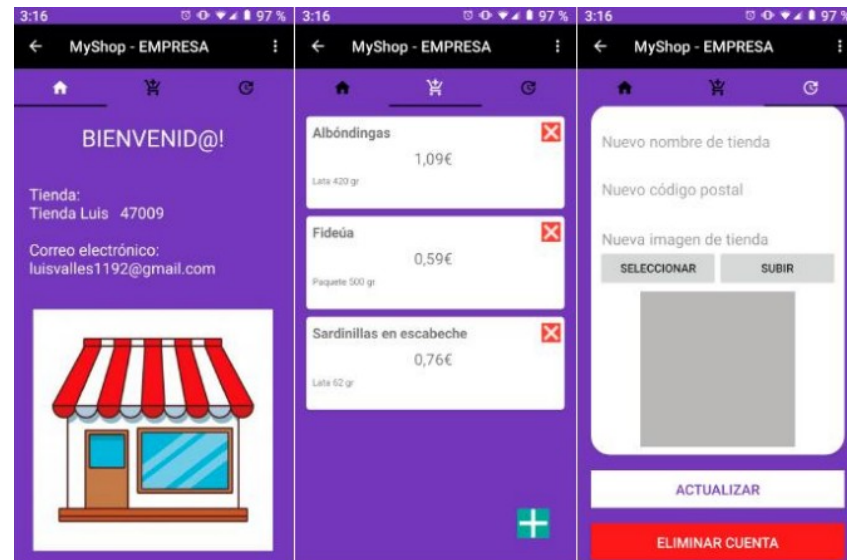 3:16 97 %
MyShop - EMPRESA
BIENVENID@!
Tienda:
Tienda Luis 47009
Correo electrónico:
luisvalles1192@gmail.com
3:16 97 %
MyShop - EMPRESA
Albóndingas
1,09€
Lata 420 gr
Fideúa
0,59€
Paquete 500 gr
Sardinillas en escabeche
0,76€
Lata 62 gr
3:16 97 %
MyShop - EMPRESA
Nuevo nombre de tienda
Nuevo código postal
Nueva imagen de tienda
SELECCIONAR SUBIR
ACTUALIZAR
ELIMINAR CUENTA